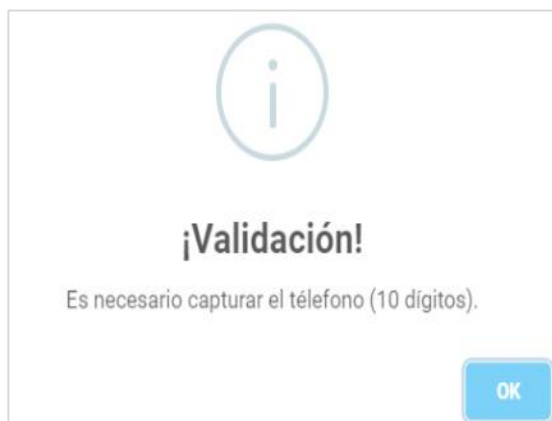 ¡Validación!
Es necesario capturar el télefono (10 dígitos).
OK